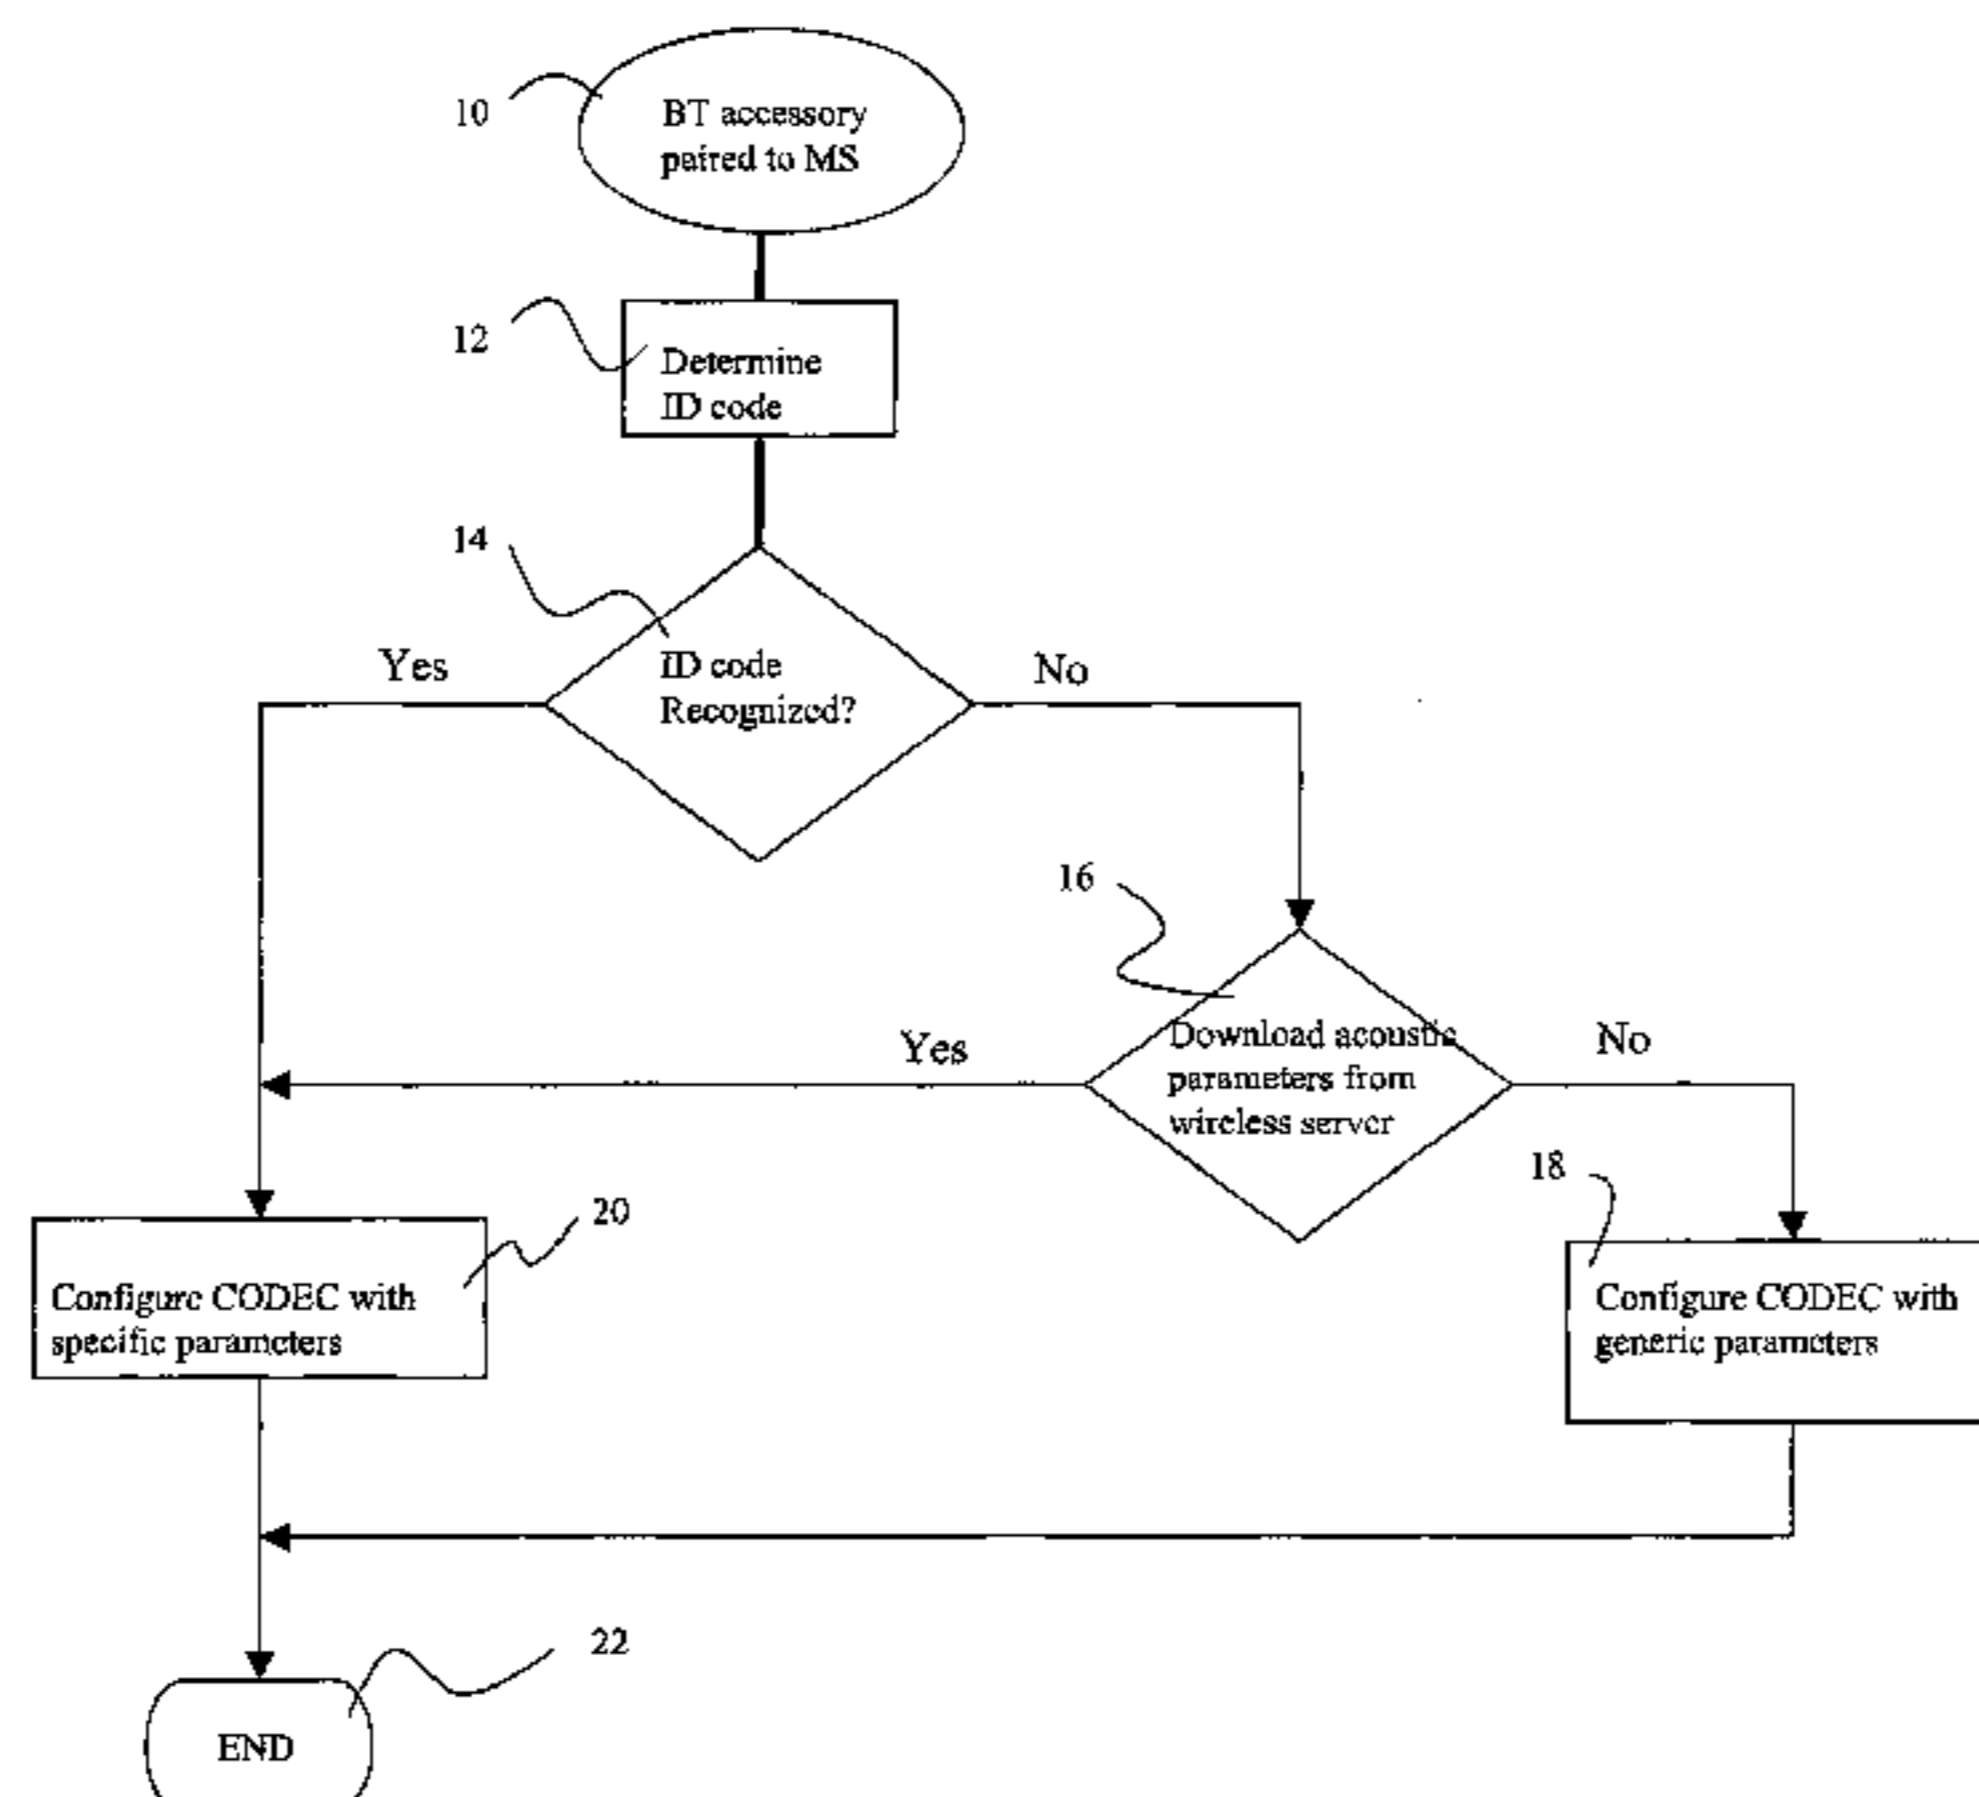 10
BT accessory
paired to MS
12
Determine
ID code
14
Yes
ID code
Recognized?
No
16
Yes
Download acoustic
parameters from
wireless server
No
18
20
Configure CODEC with
specific parameters
Configure CODEC with
generic parameters
22
END